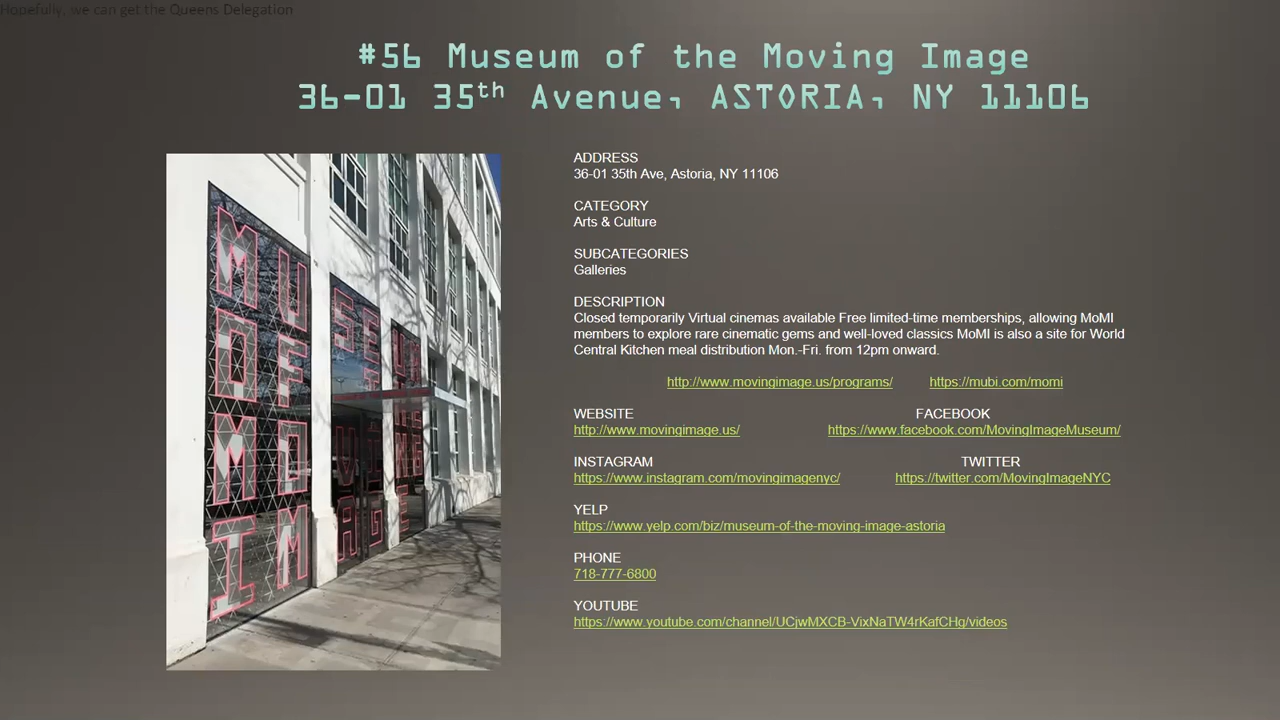 Hopefully, we can get the Queens Delegation
#56 Museum of the Moving Image
36-01 35th Avenue, ASTORIA, NY 11106
ADDRESS
36-01 35th Ave, Astoria, NY 11106
CATEGORY
Arts & Culture
SUBCATEGORIES
Galleries
DESCRIPTION
Closed temporarily Virtual cinemas available Free limited-time memberships, allowing MoMI
members to explore rare cinematic gems and well-loved classics MoMI is also a site for World
Central Kitchen meal distribution Mon.-Fri. from 12pm onward.
http://www.movingimage.us/programs/ https://mubi.com/momi
WEBSITE FACEBOOK
http://www.movingimage.us/ https://www.facebook.com/MovingImageMuseum/
INSTAGRAM TWITTER
https://www.instagram.com/movingimagenyc/ https://twitter.com/MovingImageNYC
YELP
https://www.yelp.com/biz/museum-of-the-moving-image-astoria
PHONE
718-777-6800
YOUTUBE
https://www.youtube.com/channel/UCjwMXCB-VixNaTW4rKafCHg/videos
MU
OF
MO
IM
SE